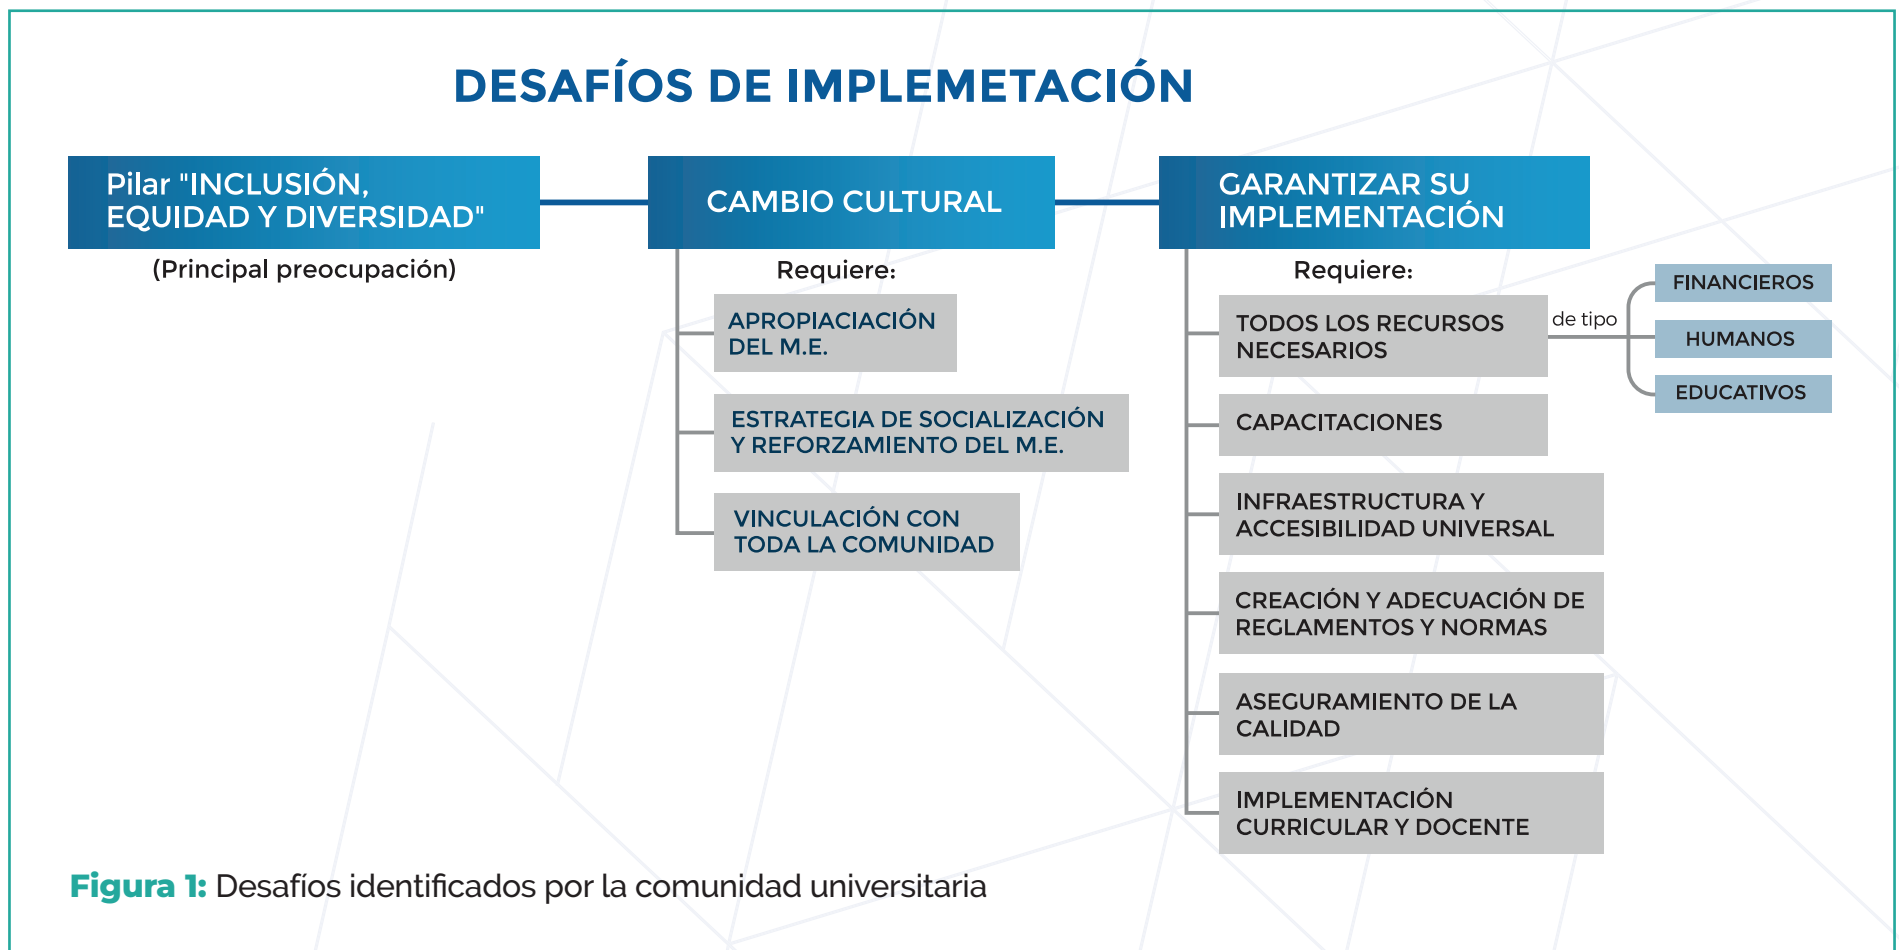 DESAFÍOS DE IMPLEMETACIÓN
Pilar "INCLUSIÓN,
EQUIDAD Y DIVERSIDAD"
(Principal preocupación)
CAMBIO CULTURAL
Requiere:
APROPIACIACIÓN
DEL M.E.
ESTRATEGIA DE SOCIALIZACIÓN
Y REFORZAMIENTO DEL M.E.
VINCULACIÓN CON
TODA LA COMUNIDAD
GARANTIZAR SU
IMPLEMENTACIÓN
Requiere:
TODOS LOS RECURSOS
NECESARIOS
de tipo
FINANCIEROS
HUMANOS
EDUCATIVOS
CAPACITACIONES
INFRAESTRUCTURA Y
ACCESIBILIDAD UNIVERSAL
CREACIÓN Y ADECUACIÓN DE
REGLAMENTOS Y NORMAS
ASEGURAMIENTO DE LA
CALIDAD
IMPLEMENTACIÓN
CURRICULAR Y DOCENTE
Figura 1: Desafíos identificados por la comunidad universitaria